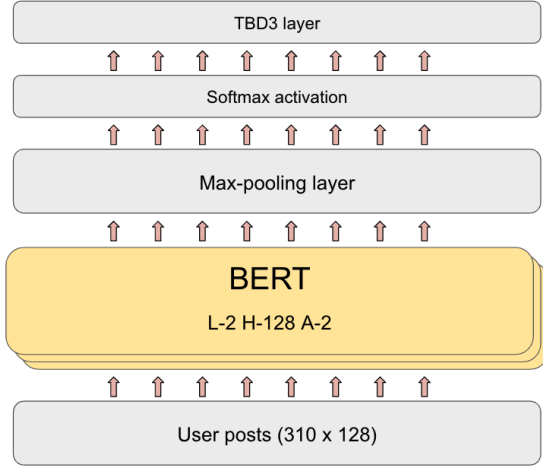 TBD3 layer
Softmax activation
Max-pooling layer
BERT
L-2 H-128 A-2
User posts (310 x 128)